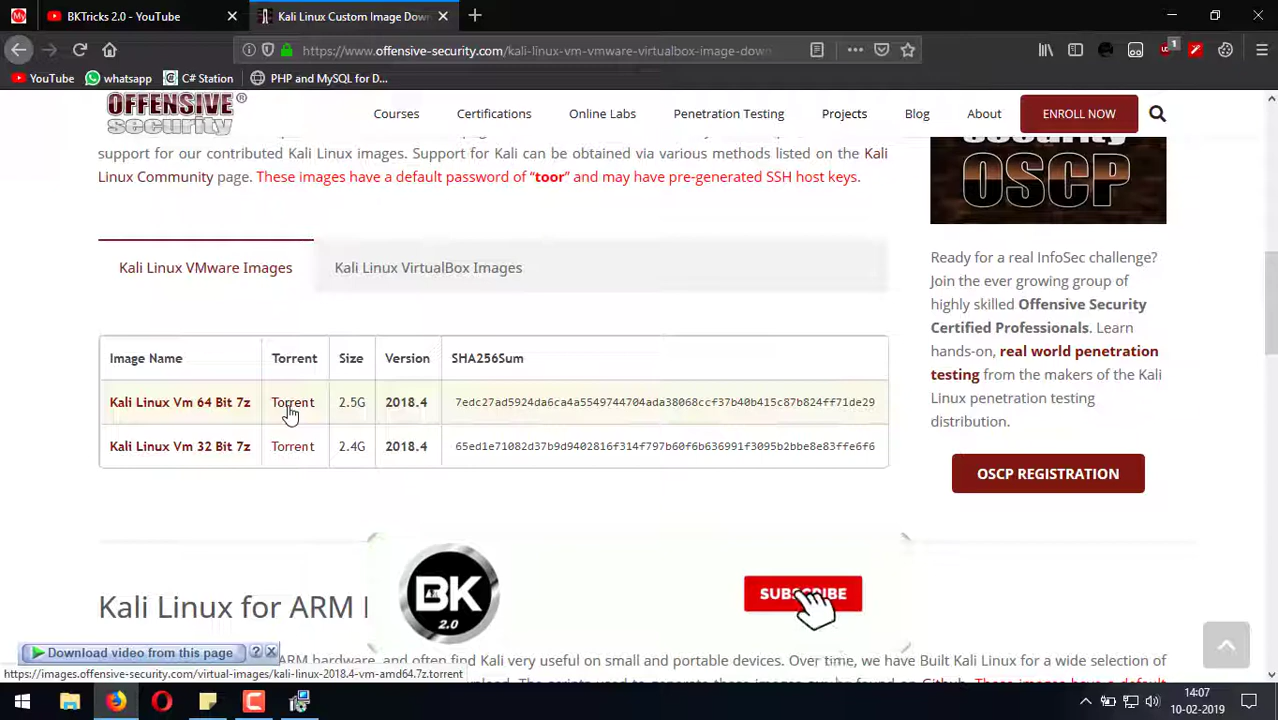 BKTricks 2.0 - YouTube
Kali Linux Custom Image Down
https://www.offensive-security.com/kali-linux-vm-vmware-virtualbox-image-down
1
YouTube
whatsapp
C# Station
PHP and MySQL for D...
OFFENSIVE®
security
Courses
Certifications
Online Labs
Penetration Testing
Projects
Blog
About
ENROLL NOW
support for our contributed Kali Linux images. Support for Kali can be obtained via various methods listed on the Kali
Linux Community page. These images have a default password of “toor” and may have pre-generated SSH host keys.
Security
OSCP
Kali Linux VMware Images
Kali Linux VirtualBox Images
Image Name Torrent Size Version SHA256Sum
Kali Linux Vm 64 Bit 7z Torrent 2.5G 2018.4 7edc27ad5924da6ca4a5549744704ada38068ccf37b40b415c87b824ff71de29
Kali Linux Vm 32 Bit 7z Torrent 2.4G 2018.4 65ed1e71082d37b9d9402816f314f797b60f6b636991f3095b2bbe8e83ffe6f6
Ready for a real InfoSec challenge?
Join the ever growing group of
highly skilled Offensive Security
Certified Professionals. Learn
hands-on, real world penetration
testing from the makers of the Kali
Linux penetration testing
distribution.
OSCP REGISTRATION
BK
2.0
SUBSCRIBE
Kali Linux for ARM
Download video from this page
?
ARM hardware, and often find Kali very useful on small and portable devices. Over time, we have Built Kali Linux for a wide selection of
https://images.offensive-security.com/virtual-images/kali-linux-2018.4-vm-amd64.7z.torrent
14:07
10-02-2019